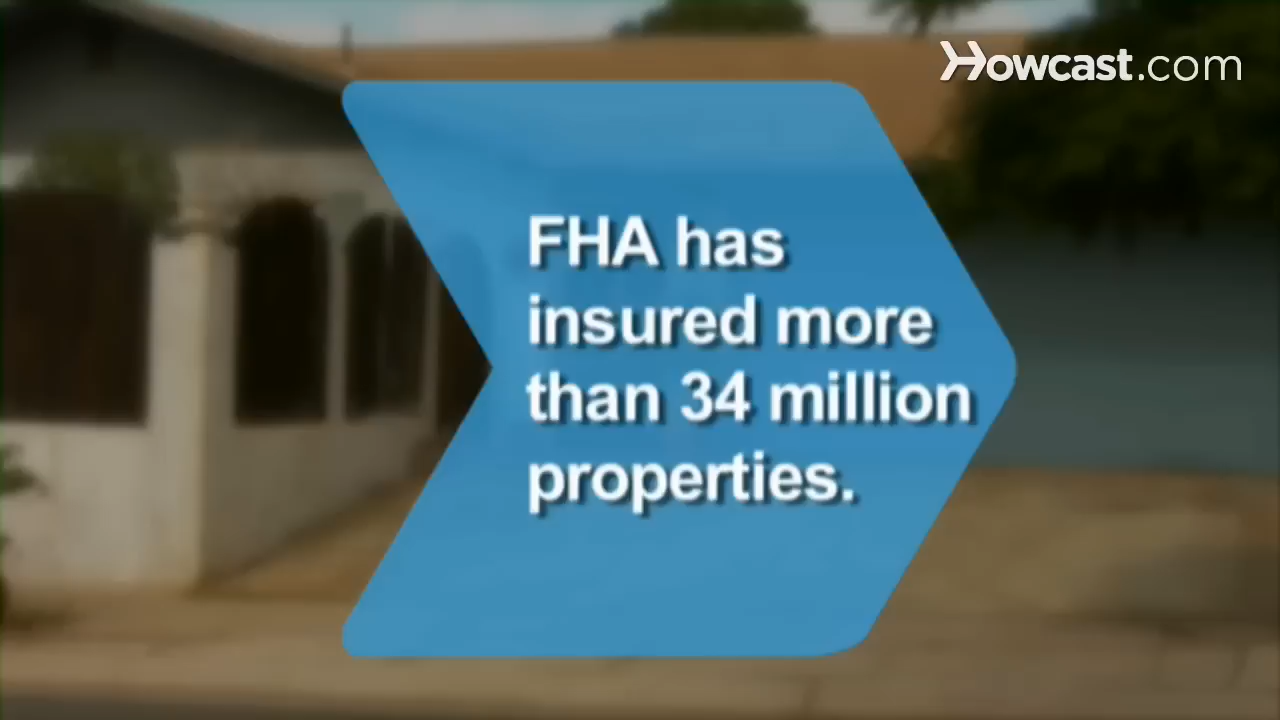 Howcast.com
FHA has
insured more
than 34 million
properties.